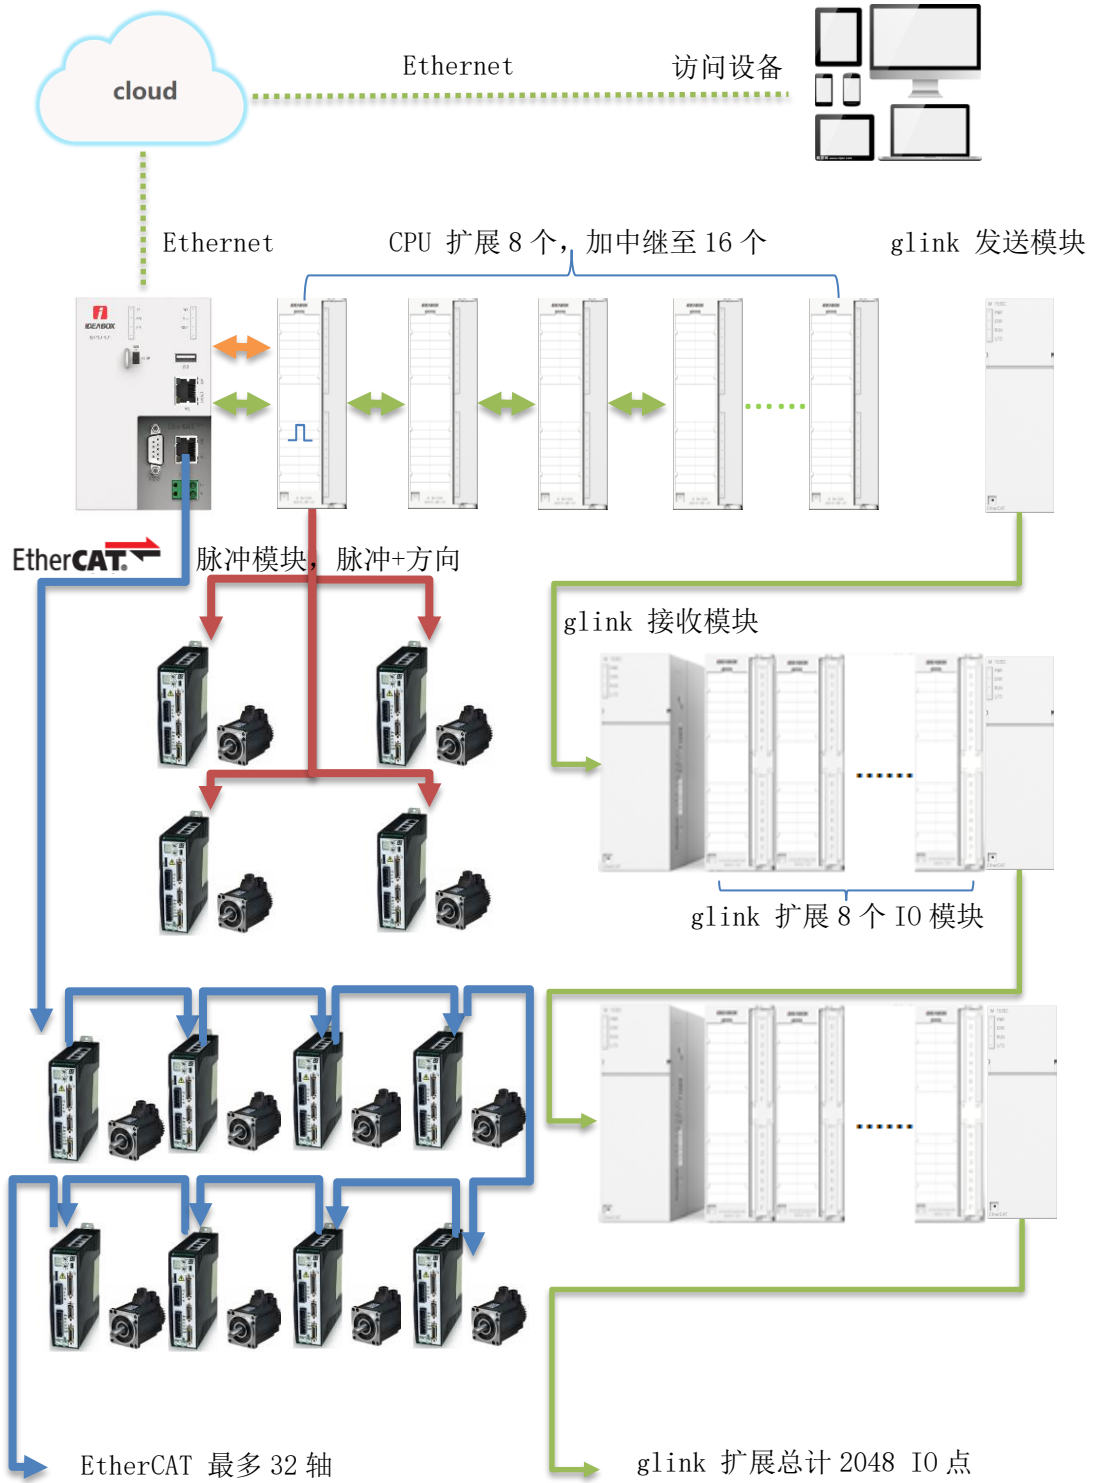 cloud
Ethernet
访问设备
Ethernet
CPU 扩展 8 个, 加中继至 16 个
glink 发送模块
IDEABOX
EtherCAT
脉冲模块, 脉冲+方向
glink 接收模块
glink 扩展 8 个 IO 模块
EtherCAT 最多 32 轴
glink 扩展总计 2048 IO 点